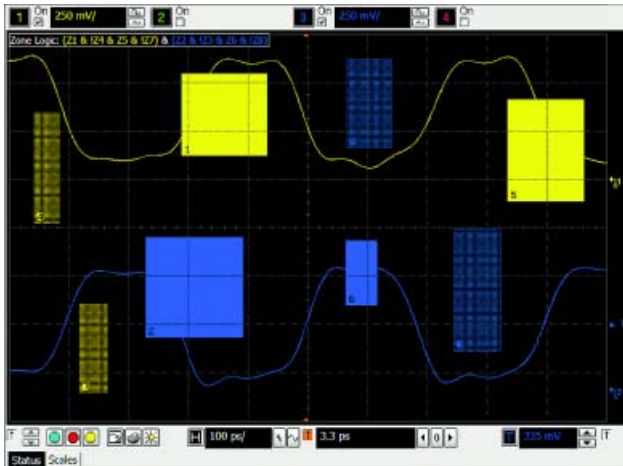 1 On 250 mV/ 2 On 3 On 250 mV/ 4 On
Zone Logic: (Z1 & !Z4 & Z5 & !Z7) & (Z2 & !Z3 & Z6 & !Z8)
1
5
2
6
H 100 ps/ 3.3 ps 0 T 335 mV T
Status Scales